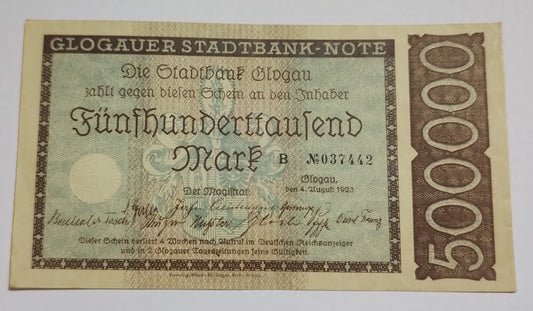 GLOGAUER STADTBANK-NOTE
Die Stadtbank Glogau
zahlt gegen diesen Schein an den Inhaber
Fünfhunderttausend
Mark B № 037442
Glogau,
den 4. August 1923
Der Magistrat
Dieser Schein verliert 4 Wochen nach Aufruf im Deutschen Reichsanzeiger
und in 2 Glogauer Tageszeitungen seine Gültigkeit
500000